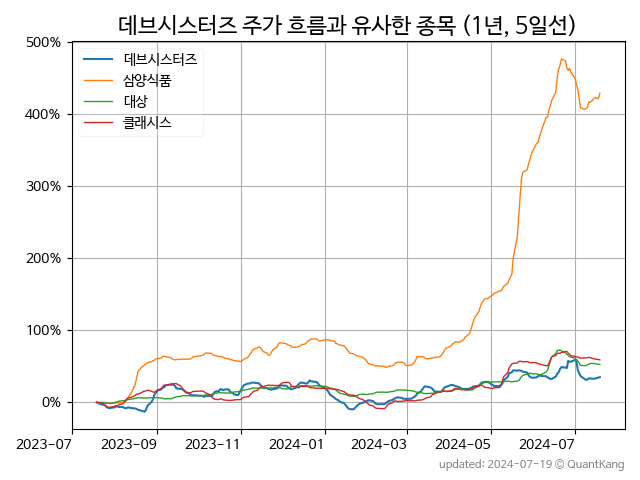 데브시스터즈 주가 흐름과 유사한 종목 (1년, 5일선)
500%
400%
300%
200%
100%
0%
데브시스터즈
삼양식품
대상
클래시스
2023-07 2023-09 2023-11 2024-01 2024-03 2024-05 2024-07
updated: 2024-07-19 © QuantKang